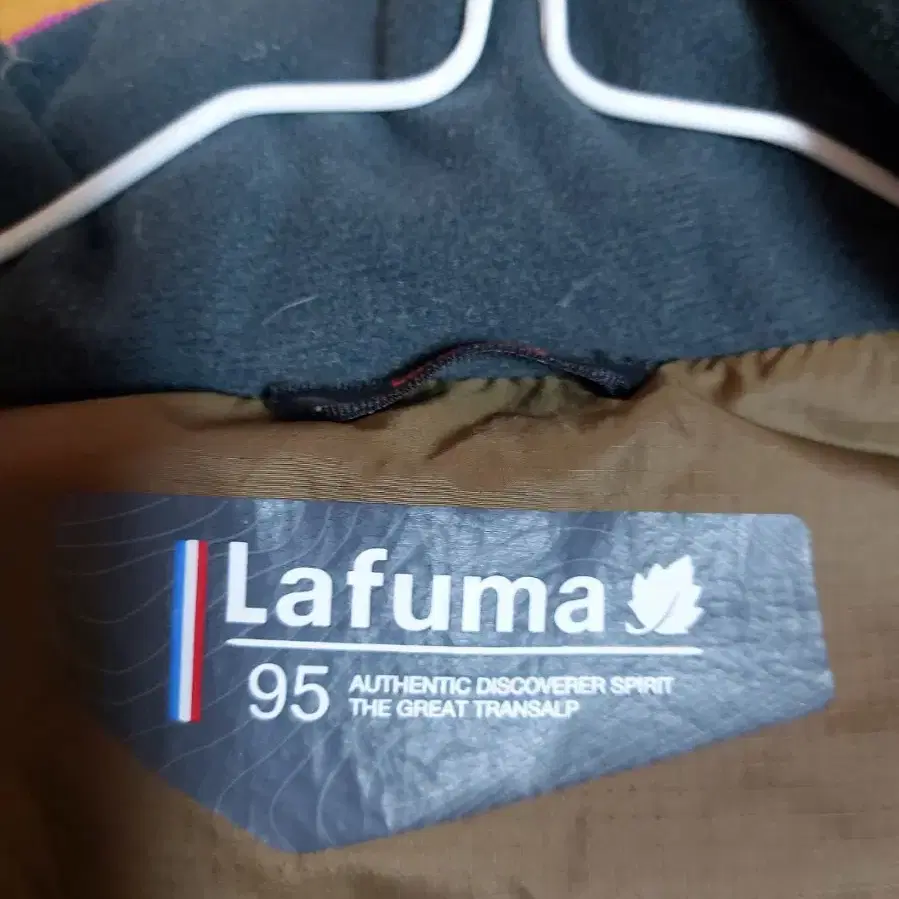 Lafuma
95
AUTHENTIC DISCOVERER SPIRIT
THE GREAT TRANSALP